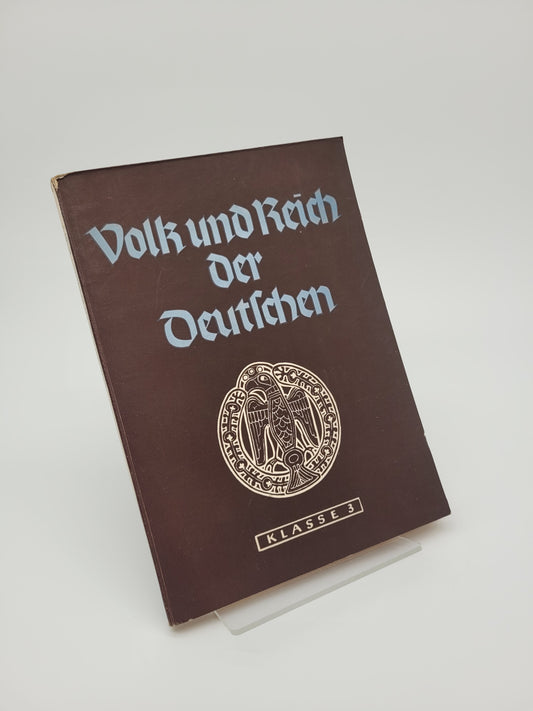 Volk und Reich
der
Deutſchen
KLASSE 3